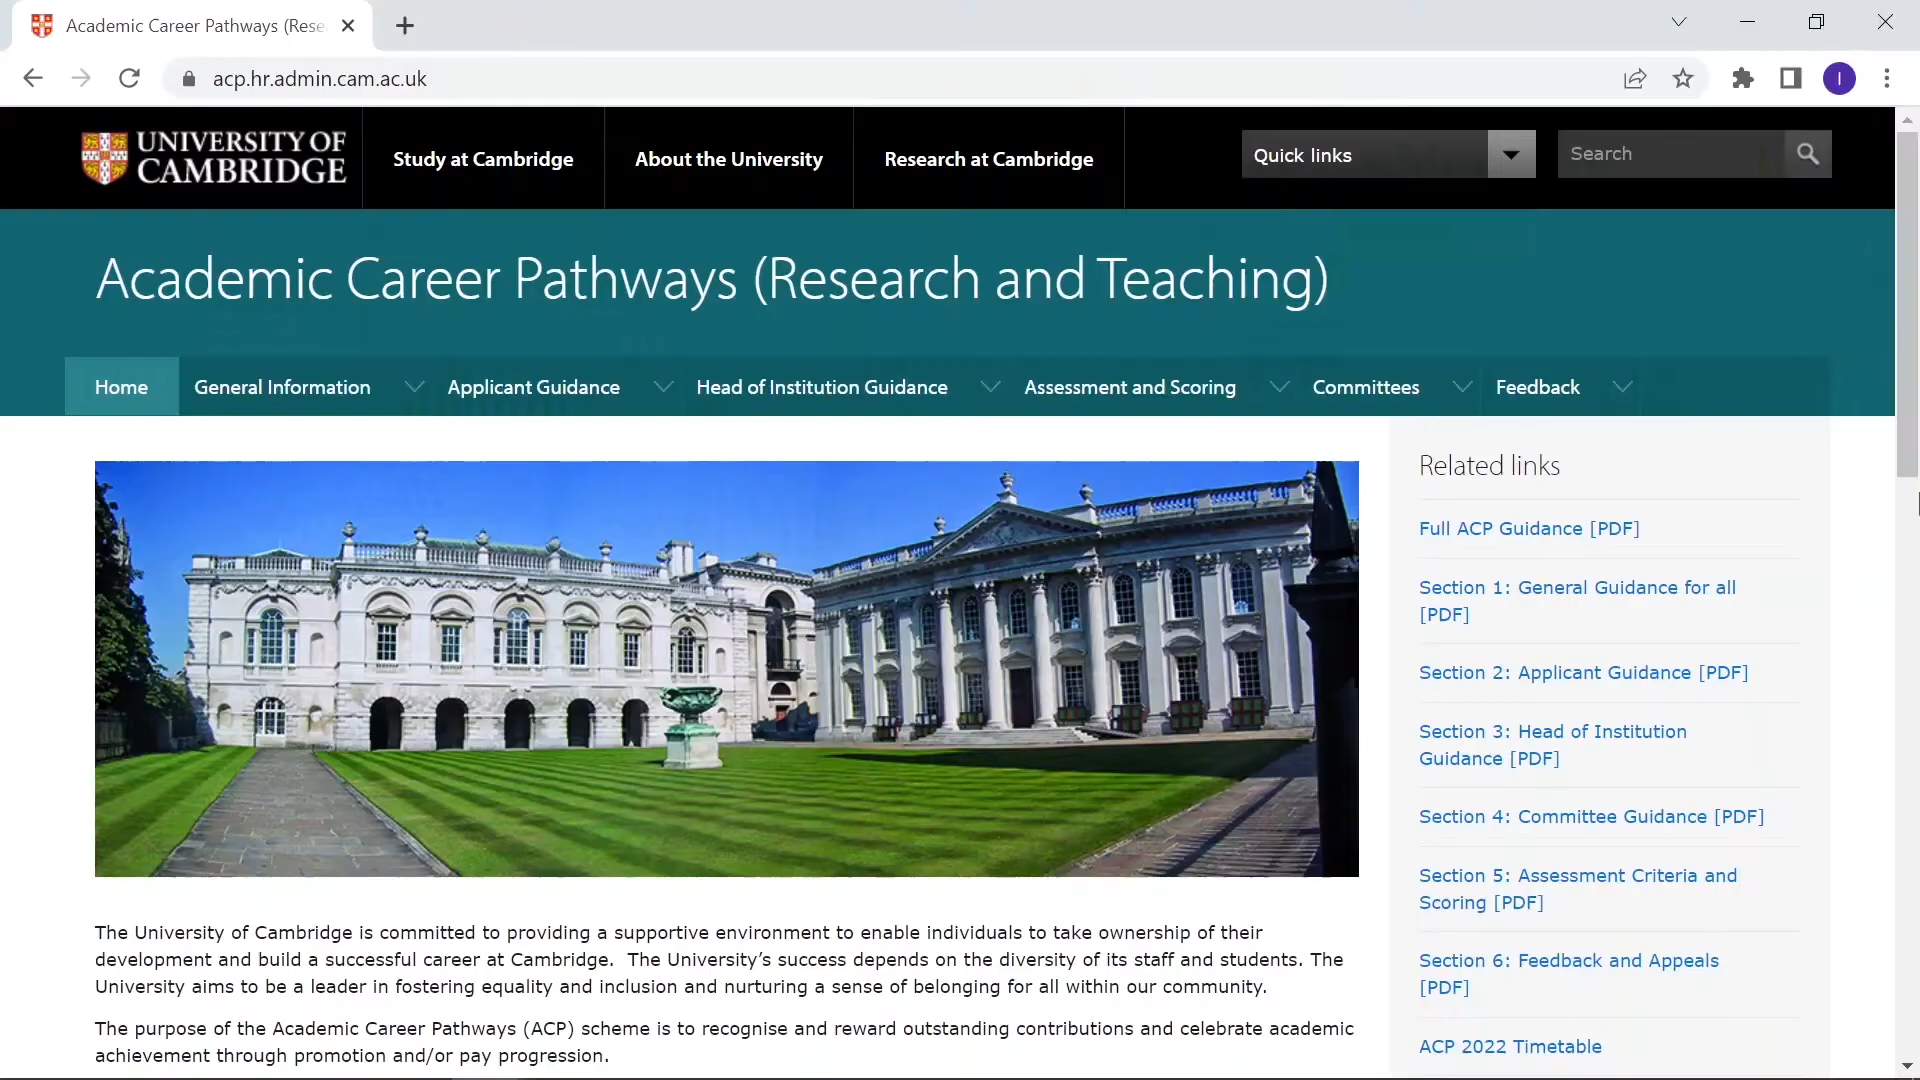 Academic Career Pathways (Rese
acp.hr.admin.cam.ac.uk
I
UNIVERSITY OF
CAMBRIDGE
Study at Cambridge
About the University
Research at Cambridge
Quick links
Search
Academic Career Pathways (Research and Teaching)
Home
General Information
Applicant Guidance
Head of Institution Guidance
Assessment and Scoring
Committees
Feedback
Related links
Full ACP Guidance [PDF]
Section 1: General Guidance for all
[PDF]
Section 2: Applicant Guidance [PDF]
Section 3: Head of Institution
Guidance [PDF]
Section 4: Committee Guidance [PDF]
Section 5: Assessment Criteria and
Scoring [PDF]
Section 6: Feedback and Appeals
[PDF]
ACP 2022 Timetable
The University of Cambridge is committed to providing a supportive environment to enable individuals to take ownership of their
development and build a successful career at Cambridge.  The University’s success depends on the diversity of its staff and students. The
University aims to be a leader in fostering equality and inclusion and nurturing a sense of belonging for all within our community.
The purpose of the Academic Career Pathways (ACP) scheme is to recognise and reward outstanding contributions and celebrate academic
achievement through promotion and/or pay progression.